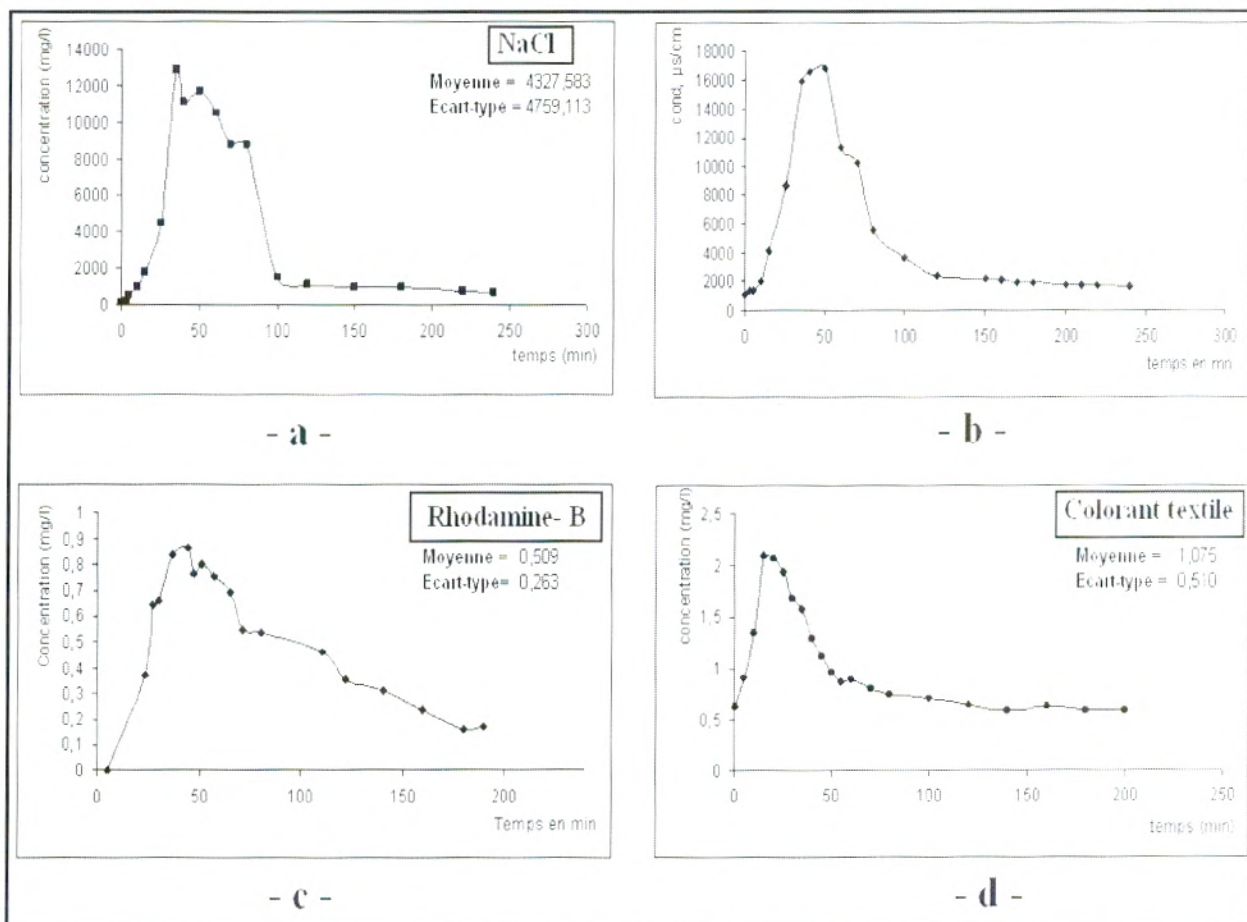 NaCl
Moyenne = 4327,583
Ecart-type = 4759,113
concentration (mg/l)
14000
12000
10000
8000
6000
4000
2000
0
0 50 100 150 200 250 300
temps (min)
- a -
cond, µs/cm
18000
16000
14000
12000
10000
8000
6000
4000
2000
0
0 50 100 150 200 250 300
temps en mn
- b -
Rhodamine- B
Moyenne = 0,509
Ecart-type= 0,263
Concentration (mg/l)
1
0,9
0,8
0,7
0,6
0,5
0,4
0,3
0,2
0,1
0
0 50 100 150 200
Temps en min
- c -
Colorant textile
Moyenne = 1,075
Ecart-type = 0,510
concentration (mg/l)
2,5
2
1,5
1
0,5
0
0 50 100 150 200 250
temps (min)
- d -